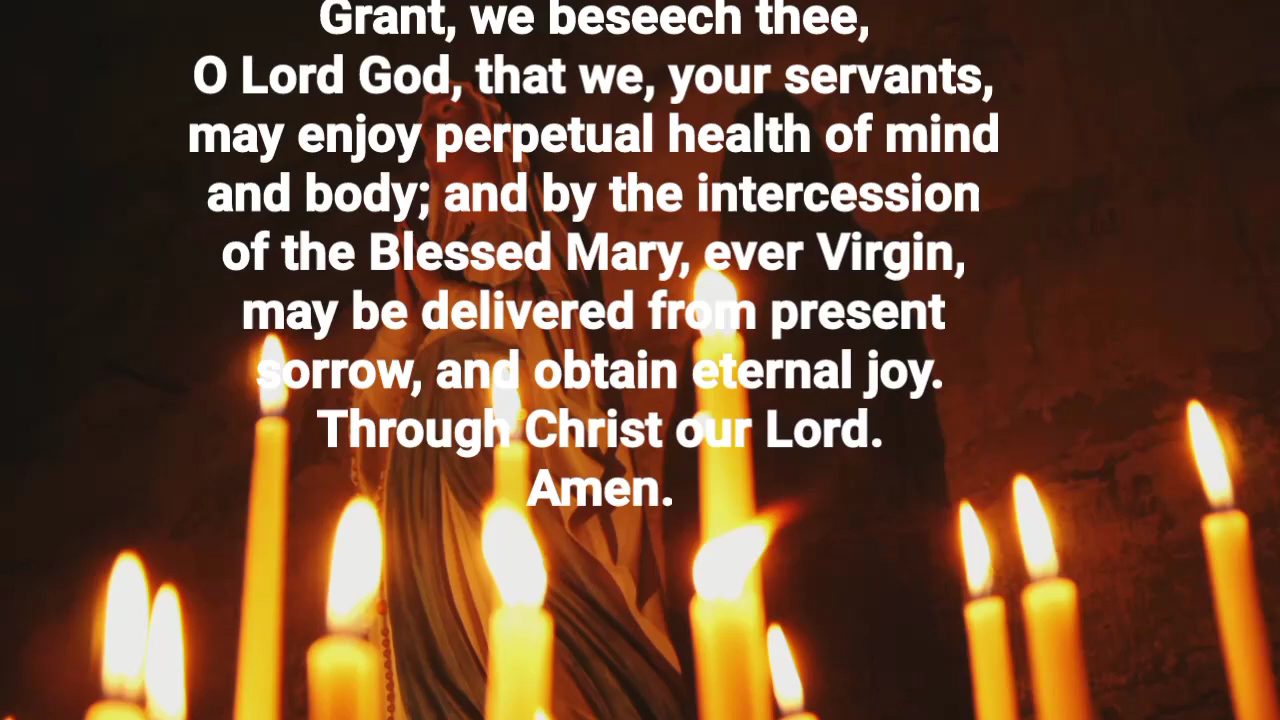 Grant, we beseech thee,
O Lord God, that we, your servants,
may enjoy perpetual health of mind
and body; and by the intercession
of the Blessed Mary, ever Virgin,
may be delivered from present
sorrow, and obtain eternal joy.
Through Christ our Lord.
Amen.